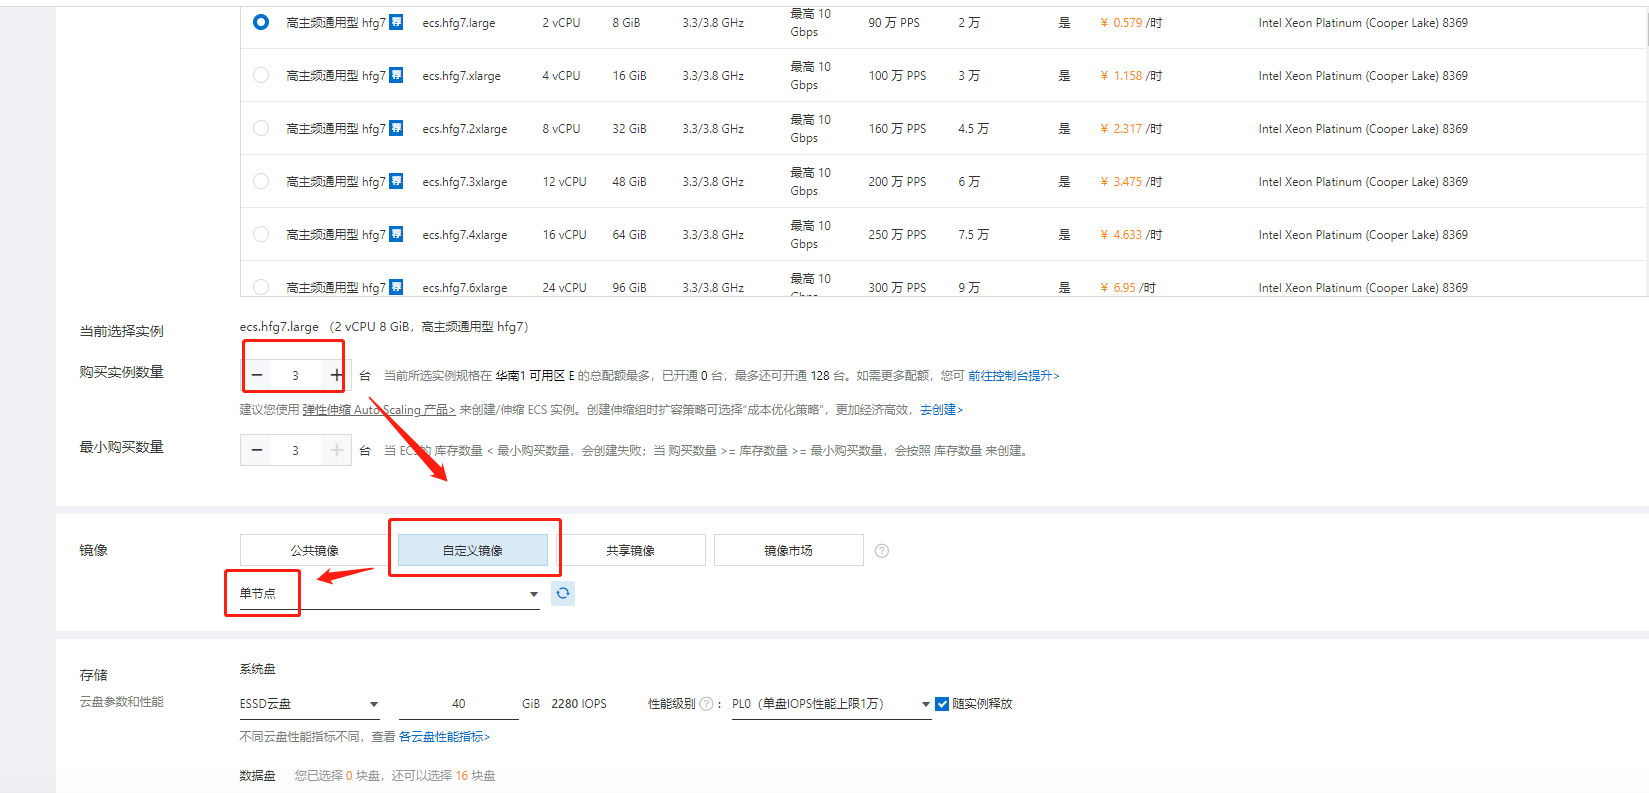 高主频通用型 hfg7 荐 ecs.hfg7.large 2 vCPU 8 GiB 3.3/3.8 GHz 最高 10 Gbps 90 万 PPS 2 万 是 ¥ 0.579 /时 Intel Xeon Platinum (Cooper Lake) 8369
高主频通用型 hfg7 荐 ecs.hfg7.xlarge 4 vCPU 16 GiB 3.3/3.8 GHz 最高 10 Gbps 100 万 PPS 3 万 是 ¥ 1.158 /时 Intel Xeon Platinum (Cooper Lake) 8369
高主频通用型 hfg7 荐 ecs.hfg7.2xlarge 8 vCPU 32 GiB 3.3/3.8 GHz 最高 10 Gbps 160 万 PPS 4.5 万 是 ¥ 2.317 /时 Intel Xeon Platinum (Cooper Lake) 8369
高主频通用型 hfg7 荐 ecs.hfg7.3xlarge 12 vCPU 48 GiB 3.3/3.8 GHz 最高 10 Gbps 200 万 PPS 6 万 是 ¥ 3.475 /时 Intel Xeon Platinum (Cooper Lake) 8369
高主频通用型 hfg7 荐 ecs.hfg7.4xlarge 16 vCPU 64 GiB 3.3/3.8 GHz 最高 10 Gbps 250 万 PPS 7.5 万 是 ¥ 4.633 /时 Intel Xeon Platinum (Cooper Lake) 8369
高主频通用型 hfg7 荐 ecs.hfg7.6xlarge 24 vCPU 96 GiB 3.3/3.8 GHz 最高 10 Gbps 300 万 PPS 9 万 是 ¥ 6.95 /时 Intel Xeon Platinum (Cooper Lake) 8369
当前选择实例 ecs.hfg7.large （2 vCPU 8 GiB，高主频通用型 hfg7）
购买实例数量 − 3 + 台 当前所选实例规格在 华南1 可用区 E 的总配额最多，已开通 0 台，最多还可开通 128 台。如需更多配额，您可 前往控制台提升>
建议您使用 弹性伸缩 Auto Scaling 产品> 来创建/伸缩 ECS 实例。创建伸缩组时扩容策略可选择“成本优化策略”，更加经济高效，去创建>
最小购买数量 − 3 + 台 当 ECS的 库存数量 < 最小购买数量，会创建失败；当 购买数量 >= 库存数量 >= 最小购买数量，会按照 库存数量 来创建。
镜像 公共镜像 自定义镜像 共享镜像 镜像市场 ?
单节点
存储 系统盘
云盘参数和性能 ESSD云盘 40 GiB 2280 IOPS 性能级别 ? : PL0（单盘IOPS性能上限1万） 随实例释放
不同云盘性能指标不同，查看 各云盘性能指标>
数据盘 您已选择 0 块盘，还可以选择 16 块盘